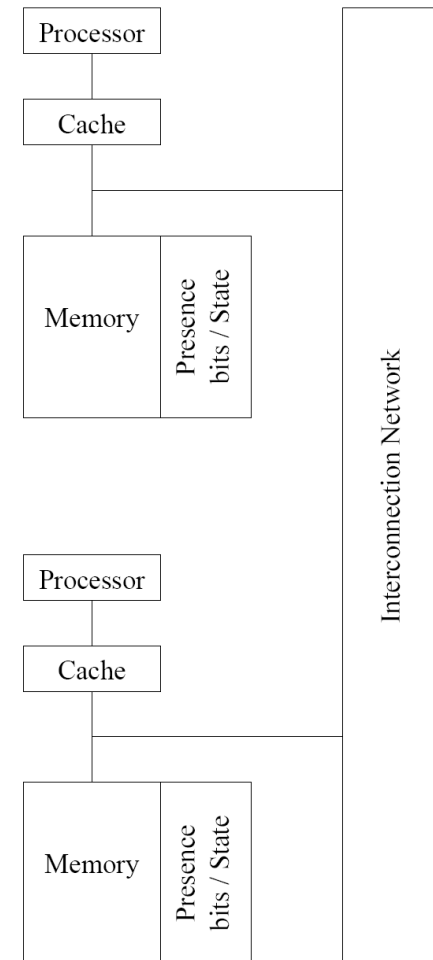 Processor
Cache
Memory
Presence
bits / State
Interconnection Network
Processor
Cache
Memory
Presence
bits / State